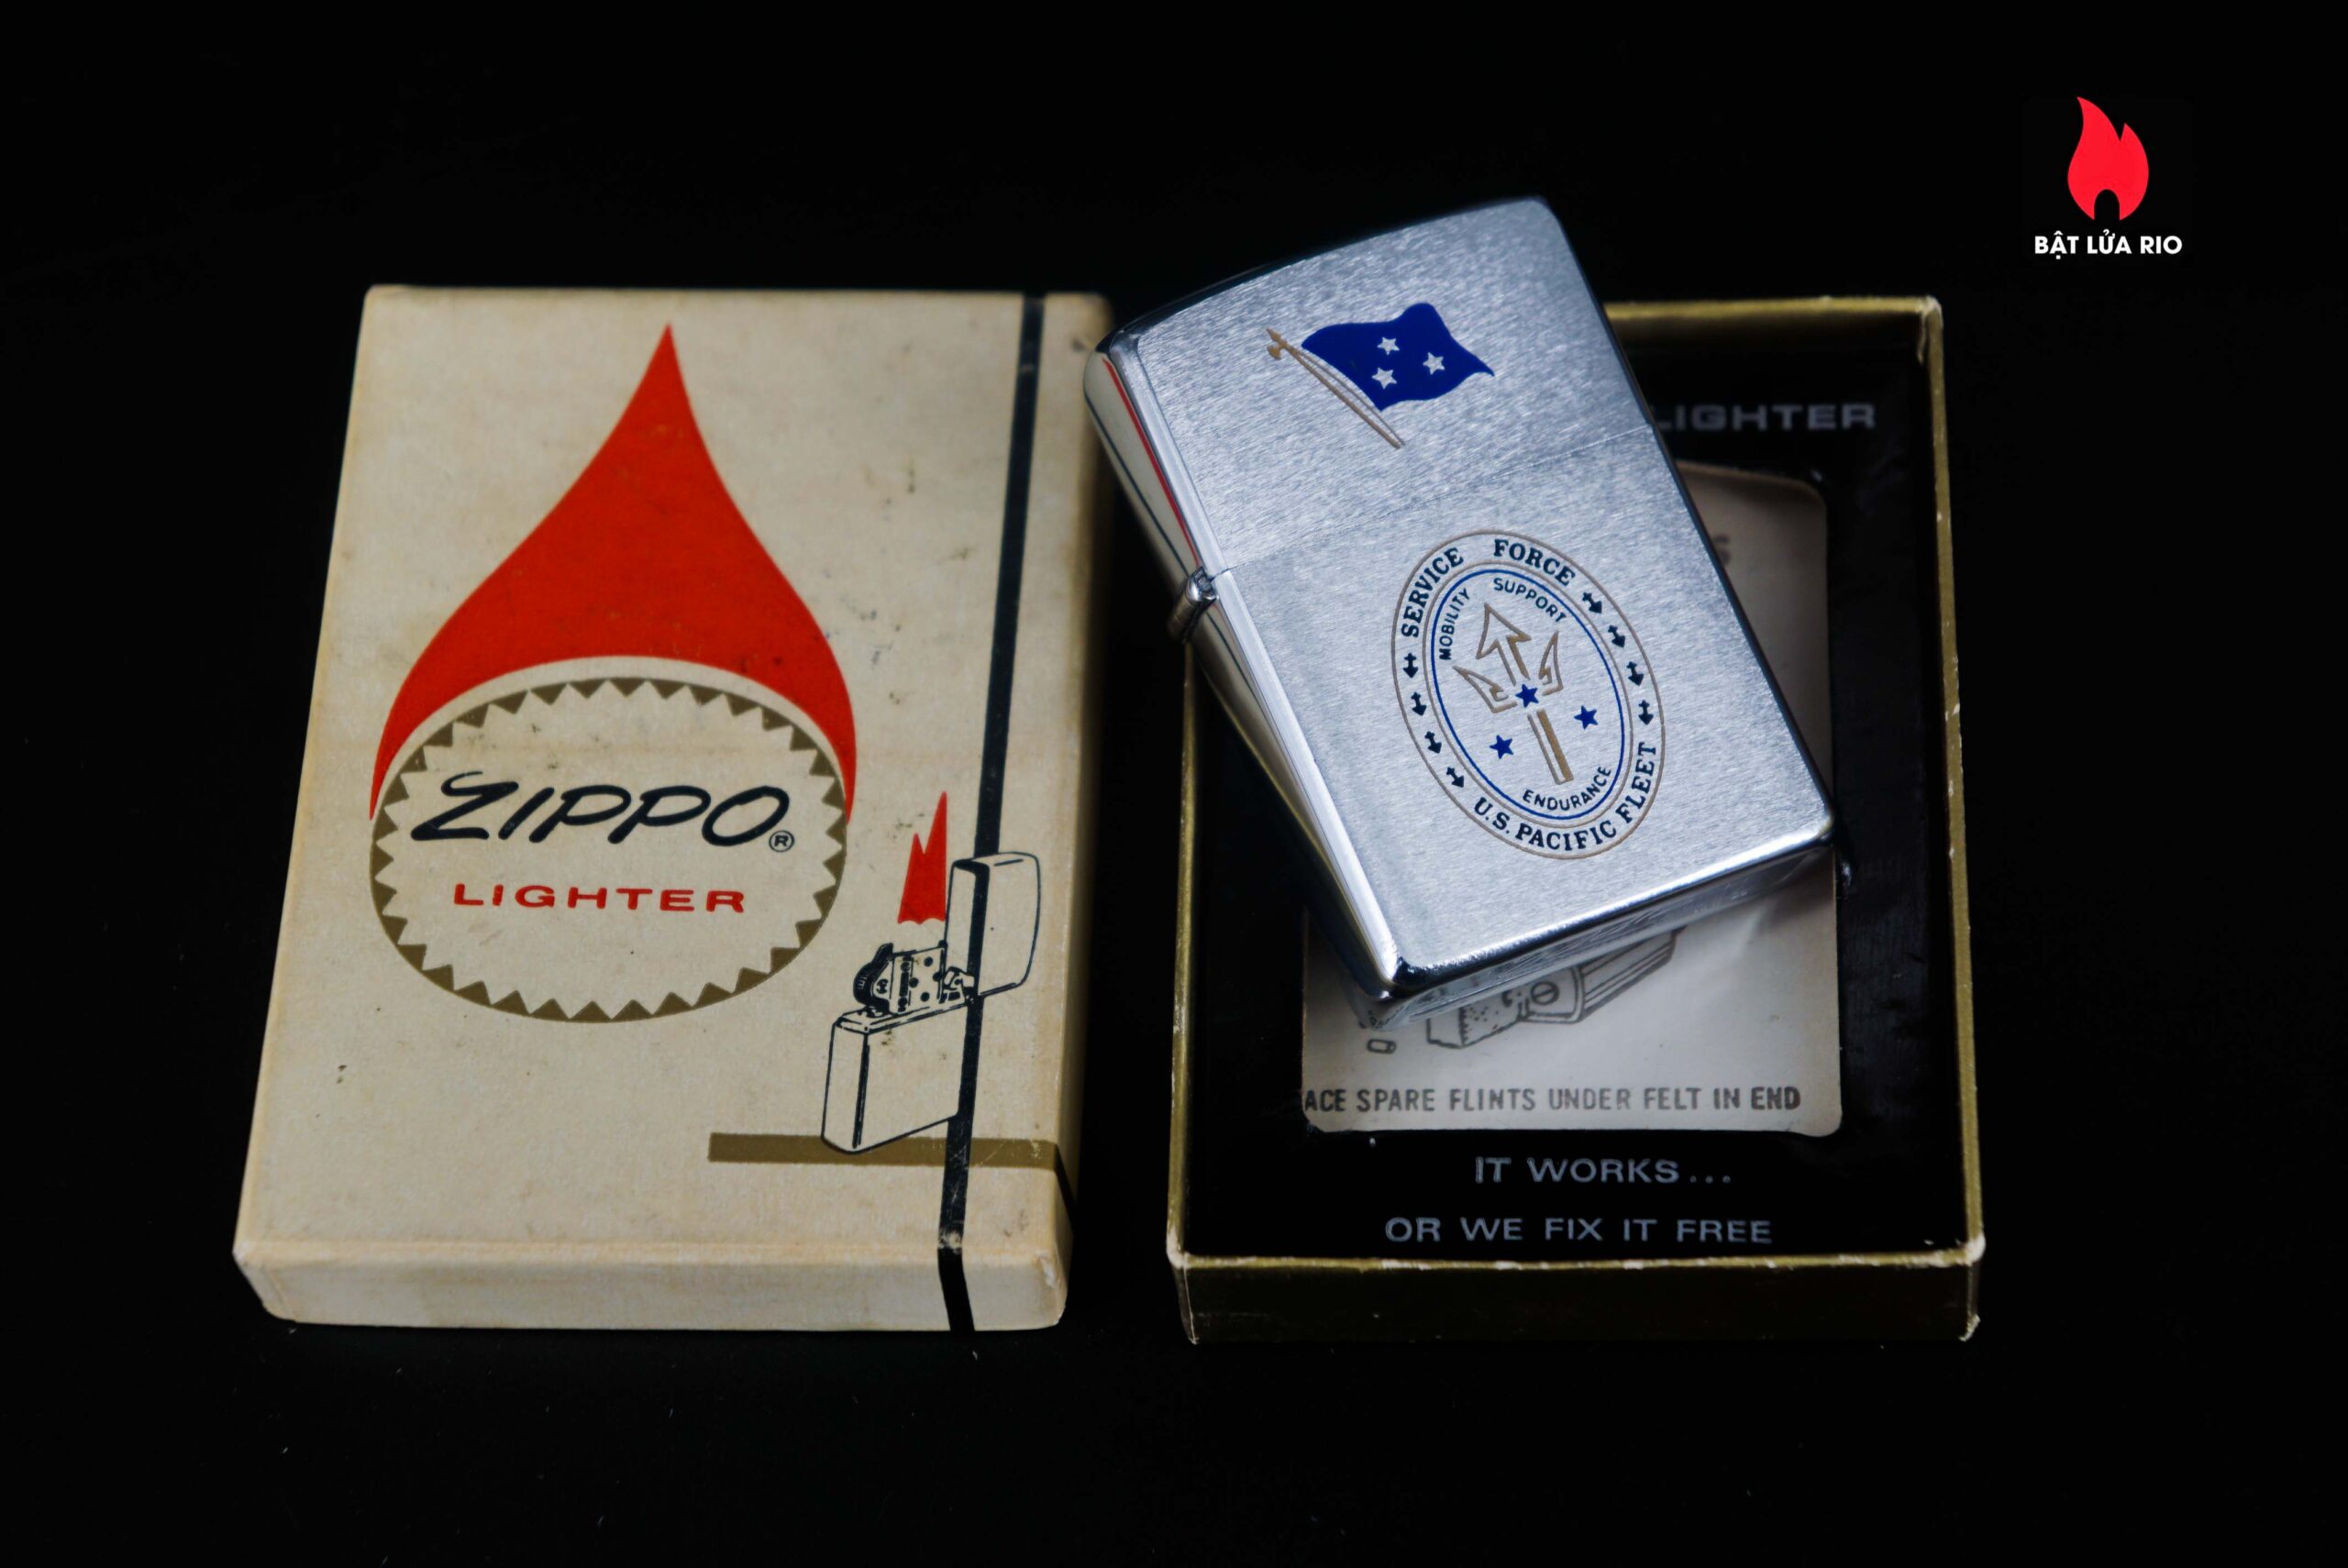 BẬT LỬA RIO
ZIPPO®
LIGHTER
LIGHTER
SERVICE FORCE
MOBILITY SUPPORT
ENDURANCE
U.S. PACIFIC FLEET
SPARE FLINTS UNDER FELT IN END
IT WORKS...
OR WE FIX IT FREE